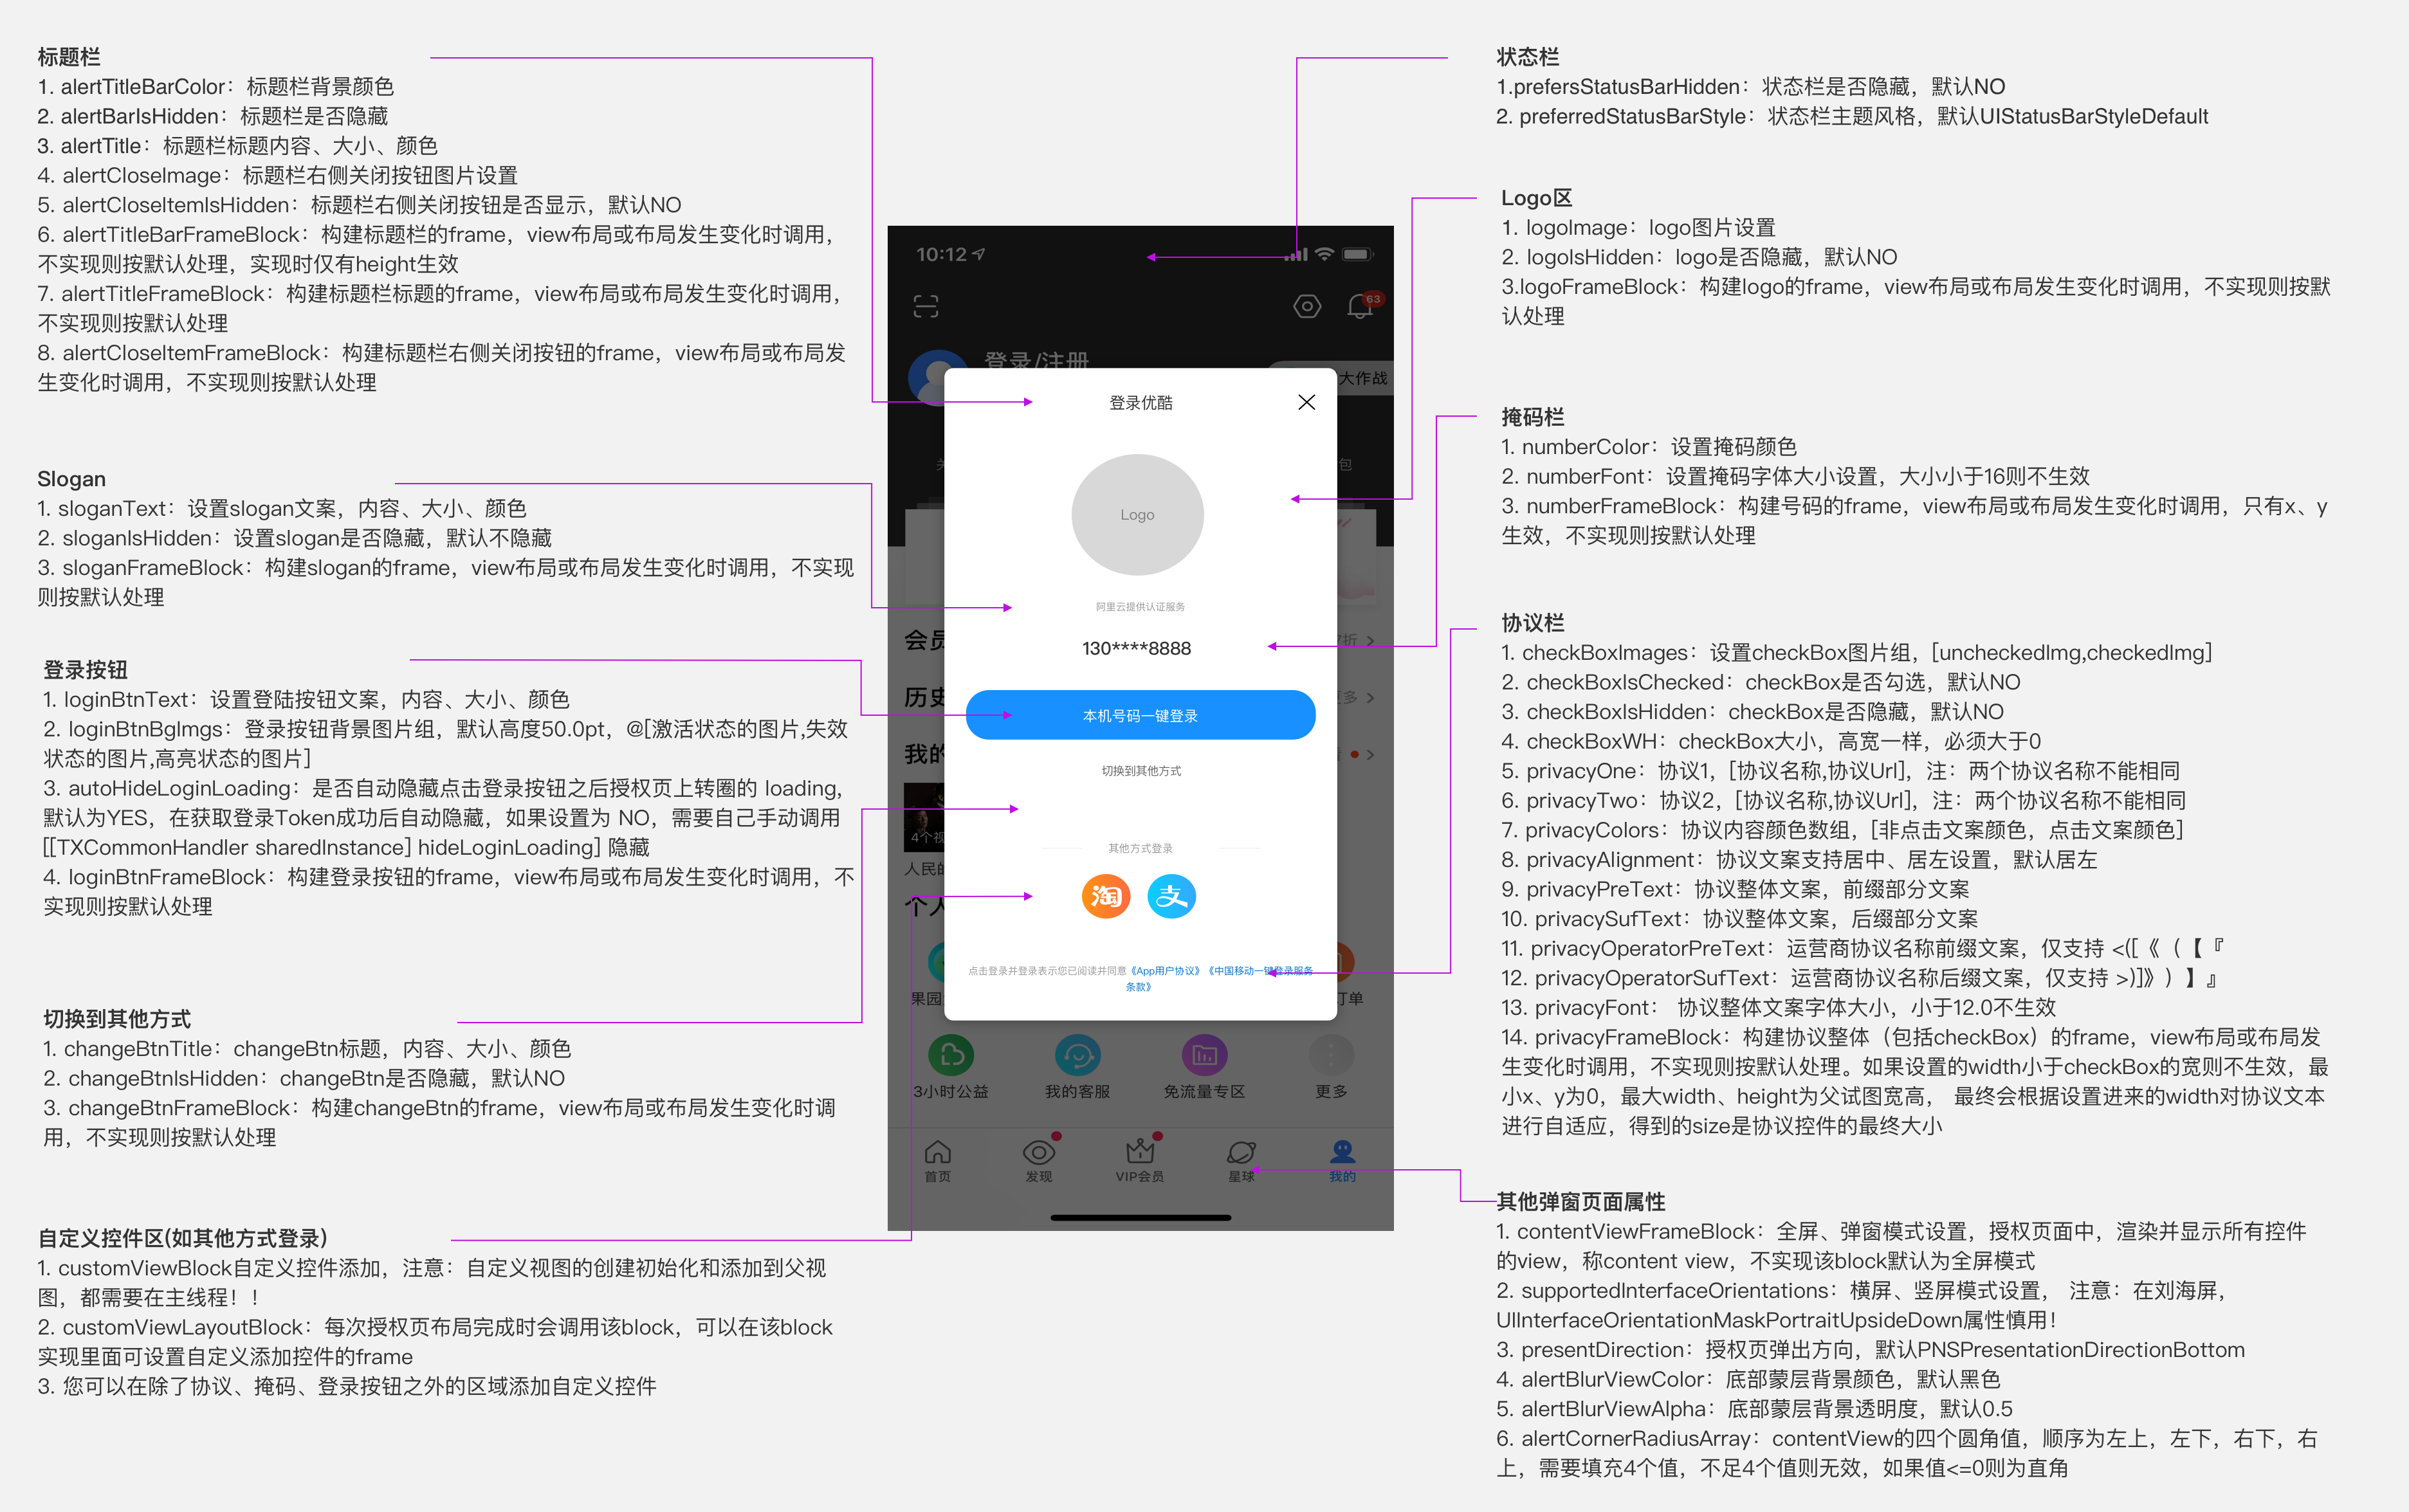 标题栏
1. alertTitleBarColor：标题栏背景颜色
2. alertBarIsHidden：标题栏是否隐藏
3. alertTitle：标题栏标题内容、大小、颜色
4. alertCloseImage：标题栏右侧关闭按钮图片设置
5. alertCloseItemIsHidden：标题栏右侧关闭按钮是否显示，默认NO
6. alertTitleBarFrameBlock：构建标题栏的frame，view布局或布局发生变化时调用，
不实现则按默认处理，实现时仅有height生效
7. alertTitleFrameBlock：构建标题栏标题的frame，view布局或布局发生变化时调用，
不实现则按默认处理
8. alertCloseItemFrameBlock：构建标题栏右侧关闭按钮的frame，view布局或布局发
生变化时调用，不实现则按默认处理
Slogan
1. sloganText：设置slogan文案，内容、大小、颜色
2. sloganIsHidden：设置slogan是否隐藏，默认不隐藏
3. sloganFrameBlock：构建slogan的frame，view布局或布局发生变化时调用，不实现
则按默认处理
登录按钮
1. loginBtnText：设置登陆按钮文案，内容、大小、颜色
2. loginBtnBgImgs：登录按钮背景图片组，默认高度50.0pt，@[激活状态的图片,失效
状态的图片,高亮状态的图片]
3. autoHideLoginLoading：是否自动隐藏点击登录按钮之后授权页上转圈的 loading,
默认为YES，在获取登录Token成功后自动隐藏，如果设置为 NO，需要自己手动调用
[[TXCommonHandler sharedInstance] hideLoginLoading] 隐藏
4. loginBtnFrameBlock：构建登录按钮的frame，view布局或布局发生变化时调用，不
实现则按默认处理
切换到其他方式
1. changeBtnTitle：changeBtn标题，内容、大小、颜色
2. changeBtnIsHidden：changeBtn是否隐藏，默认NO
3. changeBtnFrameBlock：构建changeBtn的frame，view布局或布局发生变化时调
用，不实现则按默认处理
自定义控件区(如其他方式登录)
1. customViewBlock自定义控件添加，注意：自定义视图的创建初始化和添加到父视
图，都需要在主线程！！
2. customViewLayoutBlock：每次授权页布局完成时会调用该block，可以在该block
实现里面可设置自定义添加控件的frame
3. 您可以在除了协议、掩码、登录按钮之外的区域添加自定义控件
10:12
63
登录/注册
大作战
登录优酷
关
包
Logo
阿里云提供认证服务
会员
折
130****8888
历史
更多
本机号码一键登录
我的
切换到其他方式
4个视
人民的
其他方式登录
淘
支
个人
点击登录并登录表示您已阅读并同意《App用户协议》《中国移动一键登录服务
条款》
果园
订单
3小时公益
我的客服
免流量专区
更多
首页
发现
VIP会员
星球
我的
状态栏
1.prefersStatusBarHidden：状态栏是否隐藏，默认NO
2. preferredStatusBarStyle：状态栏主题风格，默认UIStatusBarStyleDefault
Logo区
1. logoImage：logo图片设置
2. logoIsHidden：logo是否隐藏，默认NO
3.logoFrameBlock：构建logo的frame，view布局或布局发生变化时调用，不实现则按默
认处理
掩码栏
1. numberColor：设置掩码颜色
2. numberFont：设置掩码字体大小设置，大小小于16则不生效
3. numberFrameBlock：构建号码的frame，view布局或布局发生变化时调用，只有x、y
生效，不实现则按默认处理
协议栏
1. checkBoxImages：设置checkBox图片组，[uncheckedImg,checkedImg]
2. checkBoxIsChecked：checkBox是否勾选，默认NO
3. checkBoxIsHidden：checkBox是否隐藏，默认NO
4. checkBoxWH：checkBox大小，高宽一样，必须大于0
5. privacyOne：协议1，[协议名称,协议Url]，注：两个协议名称不能相同
6. privacyTwo：协议2，[协议名称,协议Url]，注：两个协议名称不能相同
7. privacyColors：协议内容颜色数组，[非点击文案颜色，点击文案颜色]
8. privacyAlignment：协议文案支持居中、居左设置，默认居左
9. privacyPreText：协议整体文案，前缀部分文案
10. privacySufText：协议整体文案，后缀部分文案
11. privacyOperatorPreText：运营商协议名称前缀文案，仅支持 <([《（【『
12. privacyOperatorSufText：运营商协议名称后缀文案，仅支持 >)]》）】』
13. privacyFont： 协议整体文案字体大小，小于12.0不生效
14. privacyFrameBlock：构建协议整体（包括checkBox）的frame，view布局或布局发
生变化时调用，不实现则按默认处理。如果设置的width小于checkBox的宽则不生效，最
小x、y为0，最大width、height为父试图宽高， 最终会根据设置进来的width对协议文本
进行自适应，得到的size是协议控件的最终大小
其他弹窗页面属性
1. contentViewFrameBlock：全屏、弹窗模式设置，授权页面中，渲染并显示所有控件
的view，称content view，不实现该block默认为全屏模式
2. supportedInterfaceOrientations：横屏、竖屏模式设置， 注意：在刘海屏，
UIInterfaceOrientationMaskPortraitUpsideDown属性慎用！
3. presentDirection：授权页弹出方向，默认PNSPresentationDirectionBottom
4. alertBlurViewColor：底部蒙层背景颜色，默认黑色
5. alertBlurViewAlpha：底部蒙层背景透明度，默认0.5
6. alertCornerRadiusArray：contentView的四个圆角值，顺序为左上，左下，右下，右
上，需要填充4个值，不足4个值则无效，如果值<=0则为直角